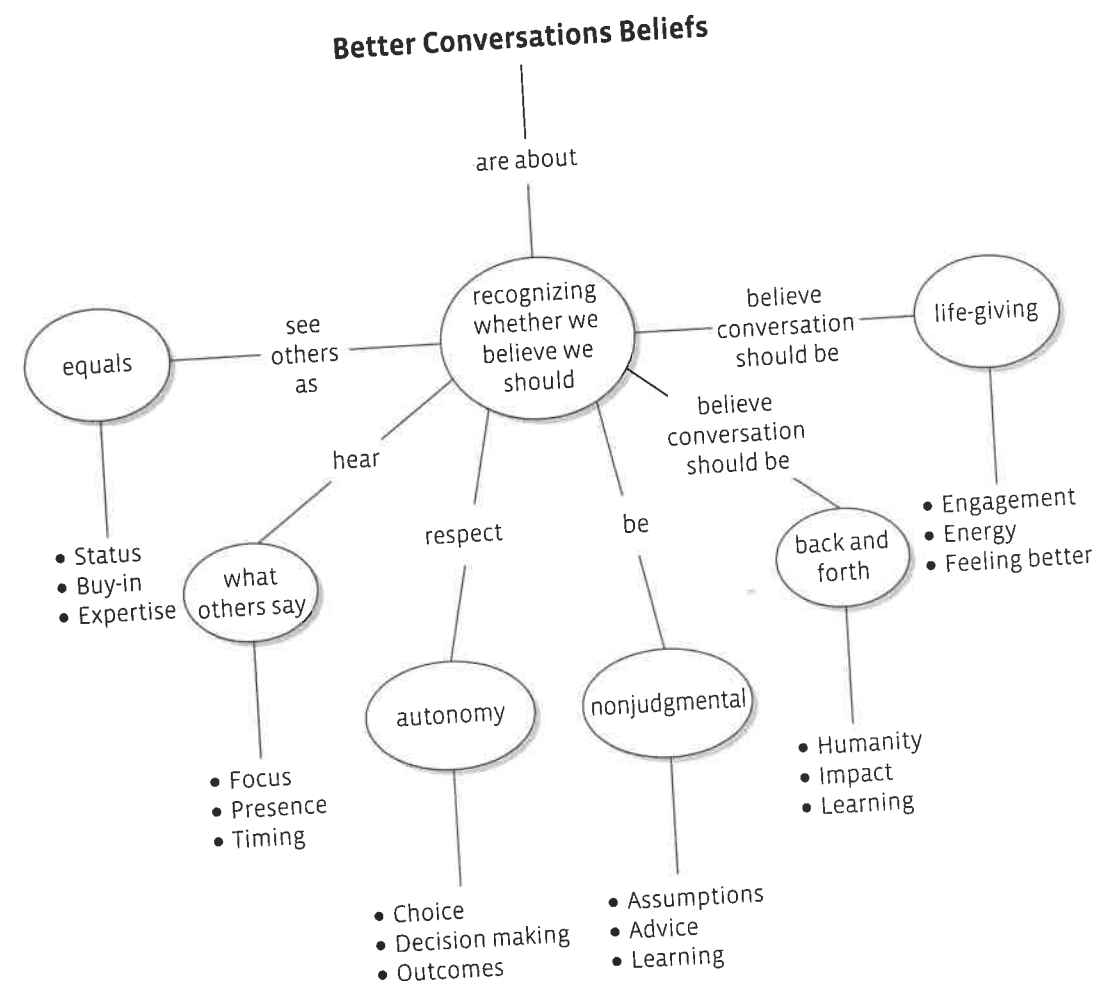 Better Conversations Beliefs
are about
recognizing
whether we
believe we
should
see
others
as
equals
• Status
• Buy-in
• Expertise
hear
what
others say
• Focus
• Presence
• Timing
respect
autonomy
• Choice
• Decision making
• Outcomes
be
nonjudgmental
• Assumptions
• Advice
• Learning
believe
conversation
should be
back and
forth
• Humanity
• Impact
• Learning
believe
conversation
should be
life-giving
• Engagement
• Energy
• Feeling better